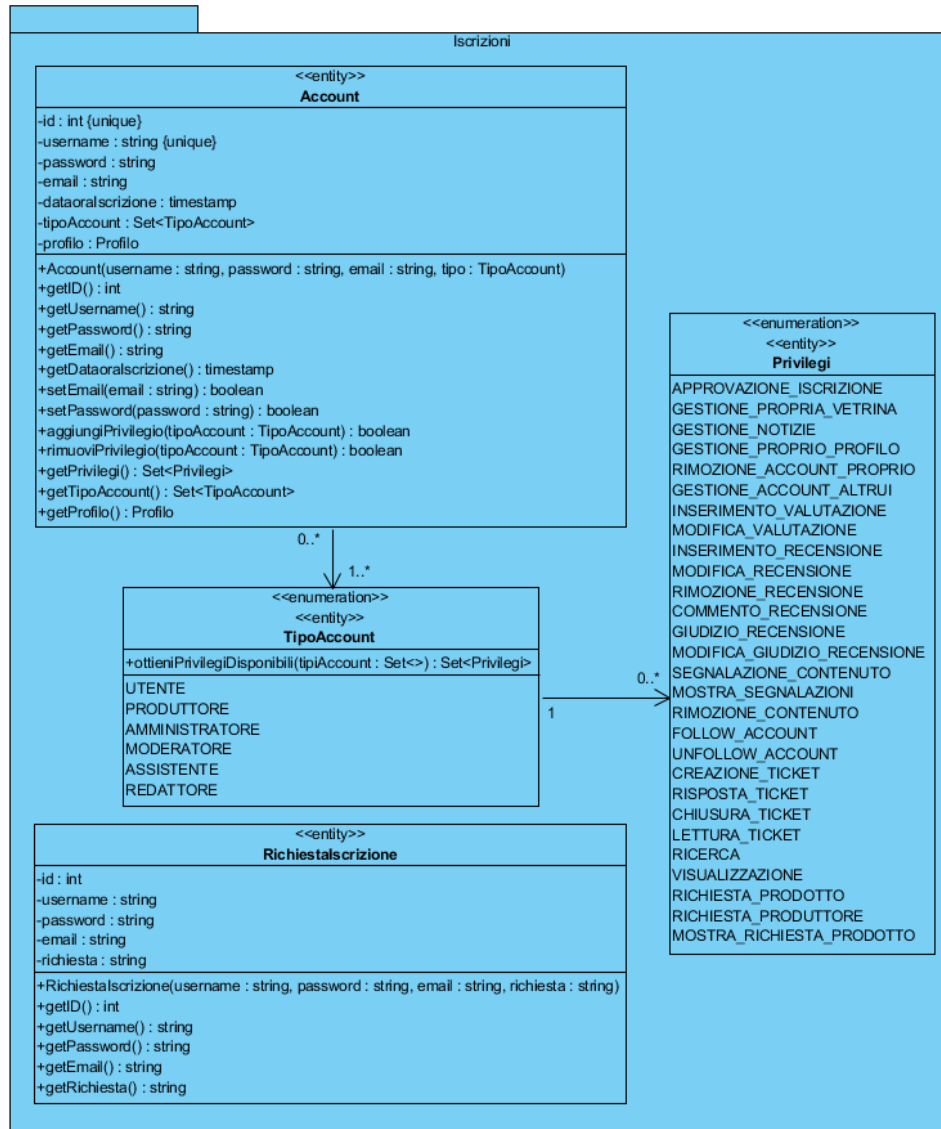 Iscrizioni
<<entity>>
Account
-id : int {unique}
-username : string {unique}
-password : string
-email : string
-dataoraIscrizione : timestamp
-tipoAccount : Set<TipoAccount>
-profilo : Profilo
+Account(username : string, password : string, email : string, tipo : TipoAccount)
+getID() : int
+getUsername() : string
+getPassword() : string
+getEmail() : string
+getDataoraIscrizione() : timestamp
+setEmail(email : string) : boolean
+setPassword(password : string) : boolean
+aggiungiPrivilegio(tipoAccount : TipoAccount) : boolean
+rimuoviPrivilegio(tipoAccount : TipoAccount) : boolean
+getPrivilegi() : Set<Privilegi>
+getTipoAccount() : Set<TipoAccount>
+getProfilo() : Profilo
0..*
1..*
<<enumeration>>
<<entity>>
TipoAccount
+ottieniPrivilegiDisponibili(tipiAccount : Set<>) : Set<Privilegi>
UTENTE
PRODUTTORE
AMMINISTRATORE
MODERATORE
ASSISTENTE
REDATTORE
1
0..*
<<enumeration>>
<<entity>>
Privilegi
APPROVAZIONE_ISCRIZIONE
GESTIONE_PROPRIA_VETRINA
GESTIONE_NOTIZIE
GESTIONE_PROPRIO_PROFILO
RIMOZIONE_ACCOUNT_PROPRIO
GESTIONE_ACCOUNT_ALTRUI
INSERIMENTO_VALUTAZIONE
MODIFICA_VALUTAZIONE
INSERIMENTO_RECENSIONE
MODIFICA_RECENSIONE
RIMOZIONE_RECENSIONE
COMMENTO_RECENSIONE
GIUDIZIO_RECENSIONE
MODIFICA_GIUDIZIO_RECENSIONE
SEGNALAZIONE_CONTENUTO
MOSTRA_SEGNALAZIONI
RIMOZIONE_CONTENUTO
FOLLOW_ACCOUNT
UNFOLLOW_ACCOUNT
CREAZIONE_TICKET
RISPOSTA_TICKET
CHIUSURA_TICKET
LETTURA_TICKET
RICERCA
VISUALIZZAZIONE
RICHIESTA_PRODOTTO
RICHIESTA_PRODUTTORE
MOSTRA_RICHIESTA_PRODOTTO
<<entity>>
RichiestaIscrizione
-id : int
-username : string
-password : string
-email : string
-richiesta : string
+RichiestaIscrizione(username : string, password : string, email : string, richiesta : string)
+getID() : int
+getUsername() : string
+getPassword() : string
+getEmail() : string
+getRichiesta() : string